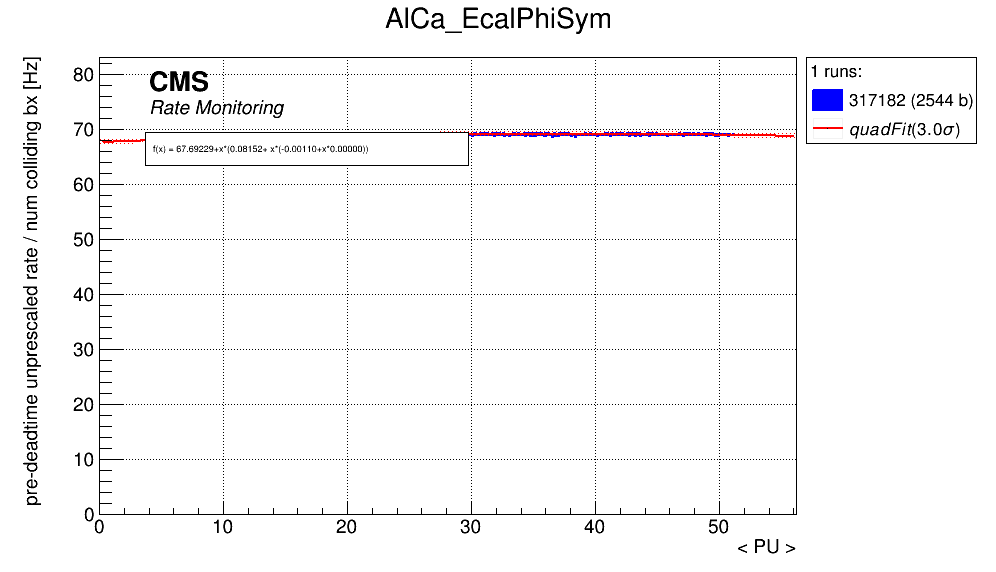 AlCa_EcalPhiSym
pre-deadtime unprescaled rate / num colliding bx [Hz]
80
70
60
50
40
30
20
10
0
CMS
Rate Monitoring
f(x) = 67.69229+x*(0.08152+ x*(-0.00110+x*0.00000))
0
10
20
30
40
50
< PU >
1 runs:
317182 (2544 b)
quadFit(3.0σ)